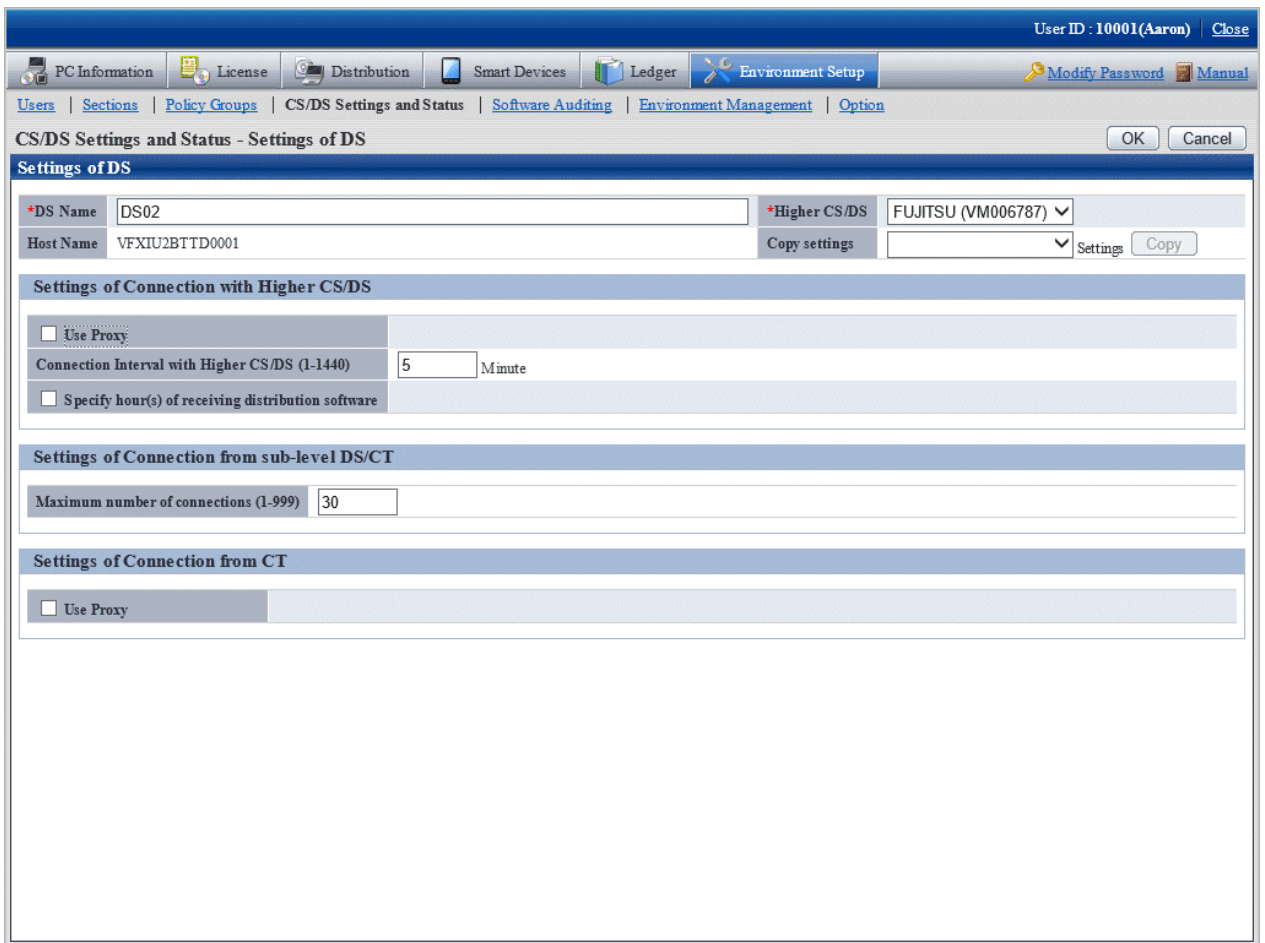 User ID : 10001(Aaron) Close
PC Information License Distribution Smart Devices Ledger Environment Setup Modify Password Manual
Users | Sections | Policy Groups | CS/DS Settings and Status | Software Auditing | Environment Management | Option
CS/DS Settings and Status - Settings of DS OK Cancel
Settings of DS
*DS Name DS02 *Higher CS/DS FUJITSU (VM006787)
Host Name VFXIU2BTTD0001 Copy settings Settings Copy
Settings of Connection with Higher CS/DS
Use Proxy
Connection Interval with Higher CS/DS (1-1440) 5 Minute
Specify hour(s) of receiving distribution software
Settings of Connection from sub-level DS/CT
Maximum number of connections (1-999) 30
Settings of Connection from CT
Use Proxy